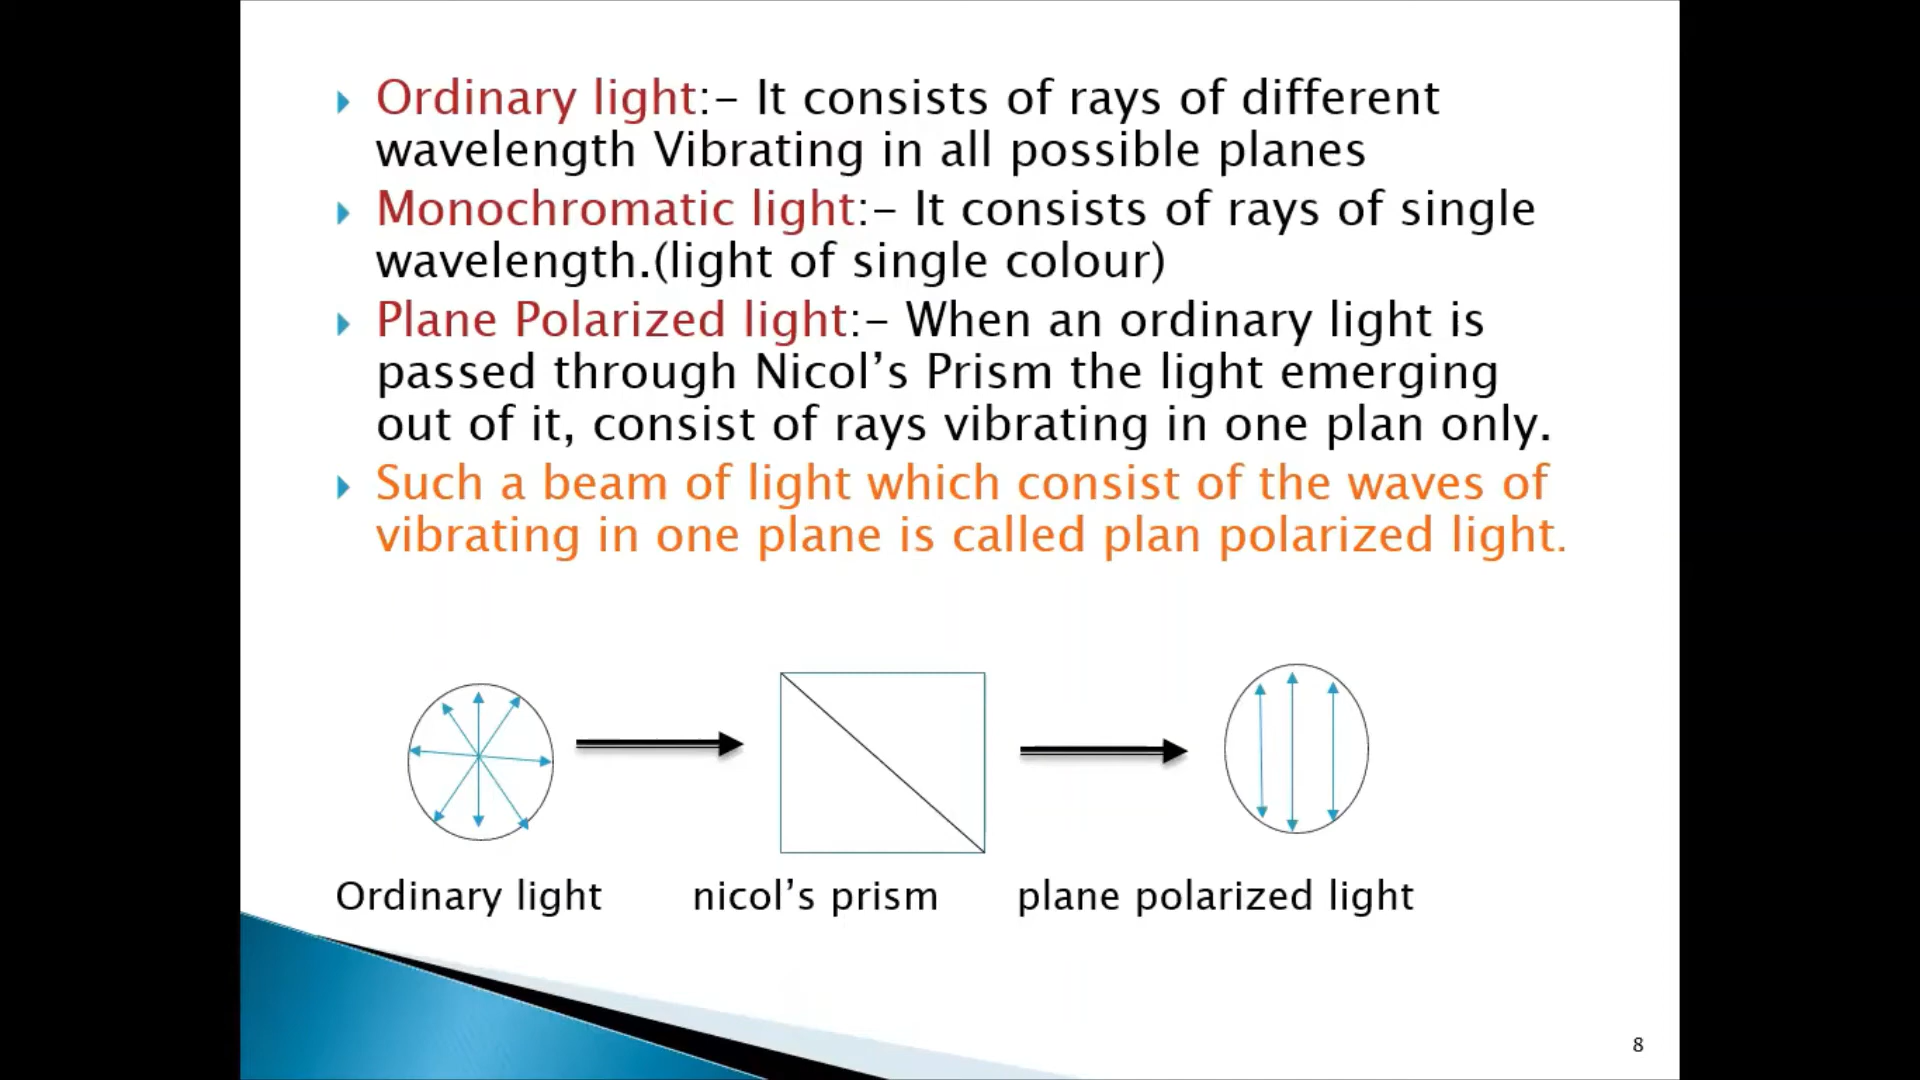 Ordinary light:- It consists of rays of different
wavelength Vibrating in all possible planes
Monochromatic light:- It consists of rays of single
wavelength.(light of single colour)
Plane Polarized light:- When an ordinary light is
passed through Nicol’s Prism the light emerging
out of it, consist of rays vibrating in one plan only.
Such a beam of light which consist of the waves of
vibrating in one plane is called plan polarized light.
Ordinary light nicol’s prism plane polarized light
8